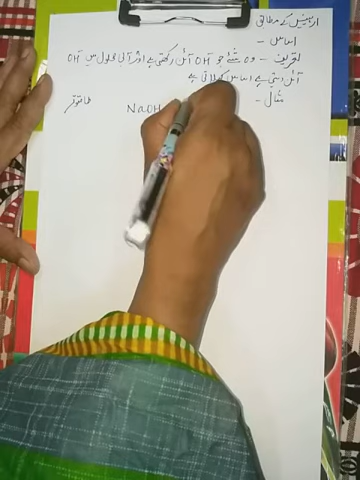 ارہینیس کے مطابق
اساس -
تعریف - وہ شئے جو OH آئن رکھتی ہے اور آبی محلول میں OH
آئن دیتی ہے اساس کہلاتی ہے
مثال - NaOH طاقتور